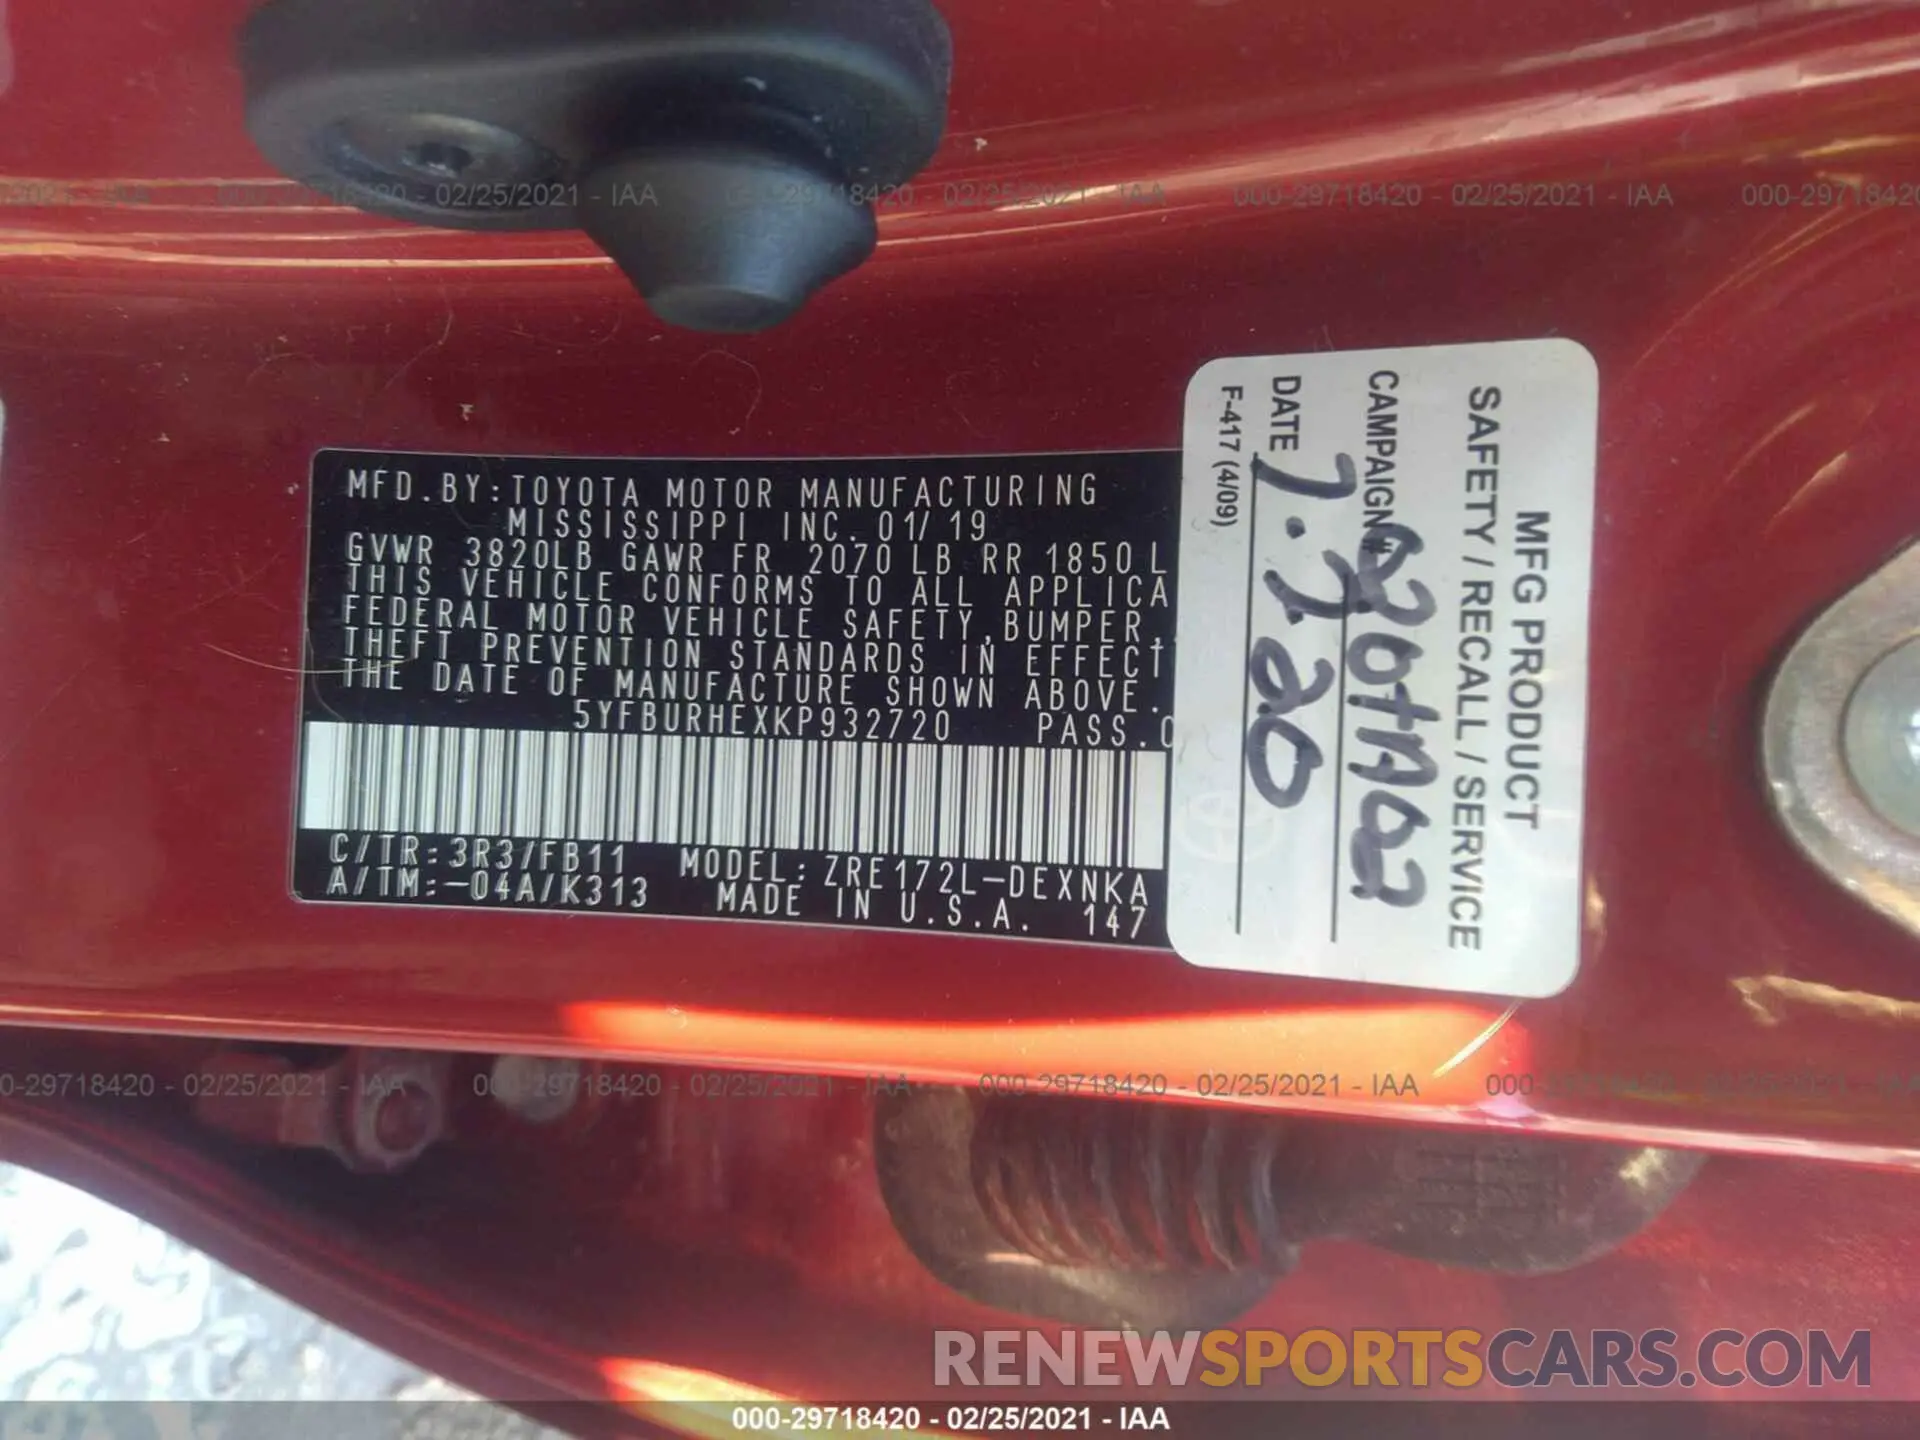 MFD.BY:TOYOTA MOTOR MANUFACTURING
MISSISSIPPI INC. 01/19
GVWR 3820LB GAWR FR 2070 LB RR 1850 L
THIS VEHICLE CONFORMS TO ALL APPLICA
FEDERAL MOTOR VEHICLE SAFETY,BUMPER,
THEFT PREVENTION STANDARDS IN EFFECT
THE DATE OF MANUFACTURE SHOWN ABOVE.
5YFBURHEXKP932720 PASS.C
C/TR:3R3/FB11 MODEL:ZRE172L-DEXNKA
A/TM:-04A/K313 MADE IN U.S.A. 147
MFG PRODUCT
SAFETY / RECALL / SERVICE
CAMPAIGN# 20TA02
DATE
F-417 (4/09)
000-29718420 - 02/25/2021 - IAA
000-29718420 - 02/25/2021 - IAA
000-29718420 - 02/25/2021 - IAA
000-29718420 - 02/25/2021 - IAA
000-29718420 - 02/25/2021 - IAA
RENEWSPORTSCARS.COM
000-29718420 - 02/25/2021 - IAA